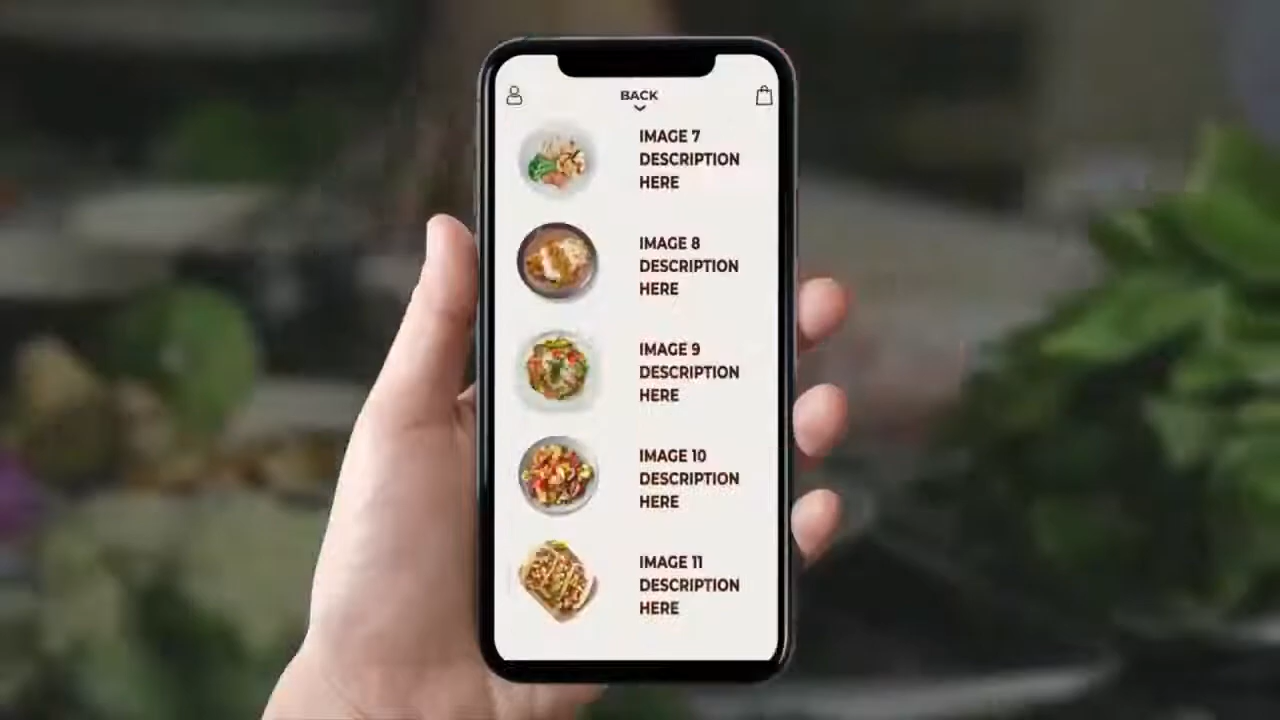 BACK
IMAGE 7
DESCRIPTION
HERE
IMAGE 8
DESCRIPTION
HERE
IMAGE 9
DESCRIPTION
HERE
IMAGE 10
DESCRIPTION
HERE
IMAGE 11
DESCRIPTION
HERE